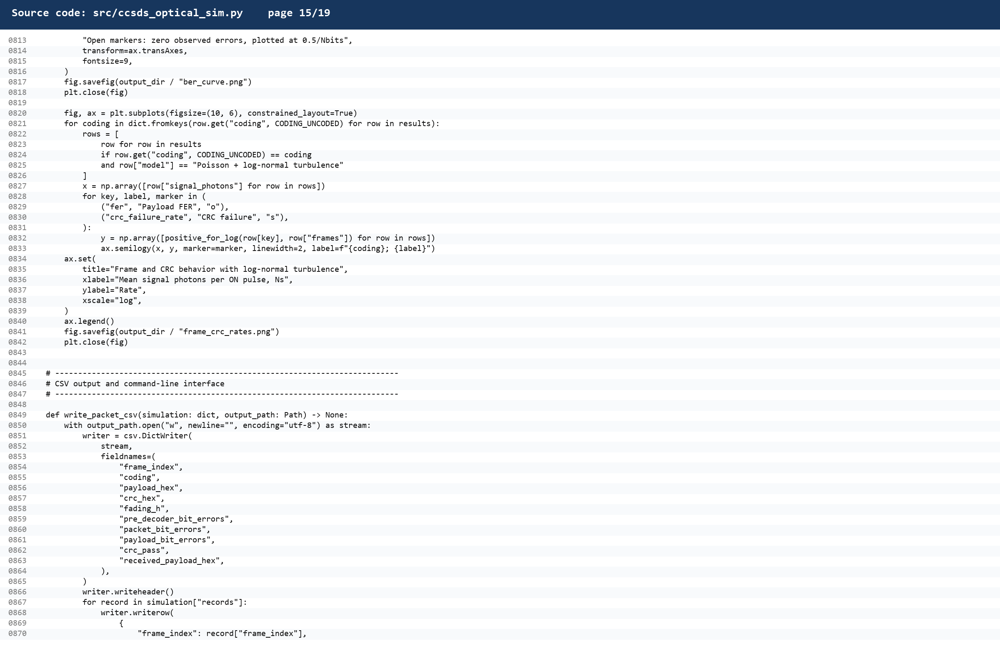 Source code: src/ccsds_optical_sim.py    page 15/19
0813            "Open markers: zero observed errors, plotted at 0.5/Nbits",
0814            transform=ax.transAxes,
0815            fontsize=9,
0816        )
0817        fig.savefig(output_dir / "ber_curve.png")
0818        plt.close(fig)
0819
0820        fig, ax = plt.subplots(figsize=(10, 6), constrained_layout=True)
0821        for coding in dict.fromkeys(row.get("coding", CODING_UNCODED) for row in results):
0822            rows = [
0823                row for row in results
0824                if row.get("coding", CODING_UNCODED) == coding
0825                and row["model"] == "Poisson + log-normal turbulence"
0826            ]
0827            x = np.array([row["signal_photons"] for row in rows])
0828            for key, label, marker in (
0829                ("fer", "Payload FER", "o"),
0830                ("crc_failure_rate", "CRC failure", "s"),
0831            ):
0832                y = np.array([positive_for_log(row[key], row["frames"]) for row in rows])
0833                ax.semilogy(x, y, marker=marker, linewidth=2, label=f"{coding}; {label}")
0834        ax.set(
0835            title="Frame and CRC behavior with log-normal turbulence",
0836            xlabel="Mean signal photons per ON pulse, Ns",
0837            ylabel="Rate",
0838            xscale="log",
0839        )
0840        ax.legend()
0841        fig.savefig(output_dir / "frame_crc_rates.png")
0842        plt.close(fig)
0843
0844
0845    # ---------------------------------------------------------------------------
0846    # CSV output and command-line interface
0847    # ---------------------------------------------------------------------------
0848
0849    def write_packet_csv(simulation: dict, output_path: Path) -> None:
0850        with output_path.open("w", newline="", encoding="utf-8") as stream:
0851            writer = csv.DictWriter(
0852                stream,
0853                fieldnames=(
0854                    "frame_index",
0855                    "coding",
0856                    "payload_hex",
0857                    "crc_hex",
0858                    "fading_h",
0859                    "pre_decoder_bit_errors",
0860                    "packet_bit_errors",
0861                    "payload_bit_errors",
0862                    "crc_pass",
0863                    "received_payload_hex",
0864                ),
0865            )
0866            writer.writeheader()
0867            for record in simulation["records"]:
0868                writer.writerow(
0869                    {
0870                        "frame_index": record["frame_index"],